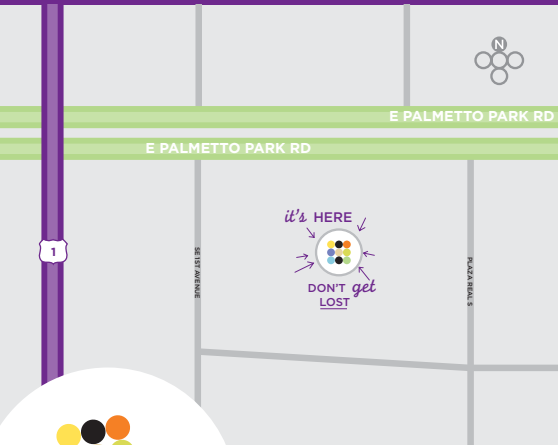 N
E PALMETTO PARK RD
E PALMETTO PARK RD
it's HERE
1
SE 1ST AVENUE
PLAZA REAL S
DON'T get
LOST